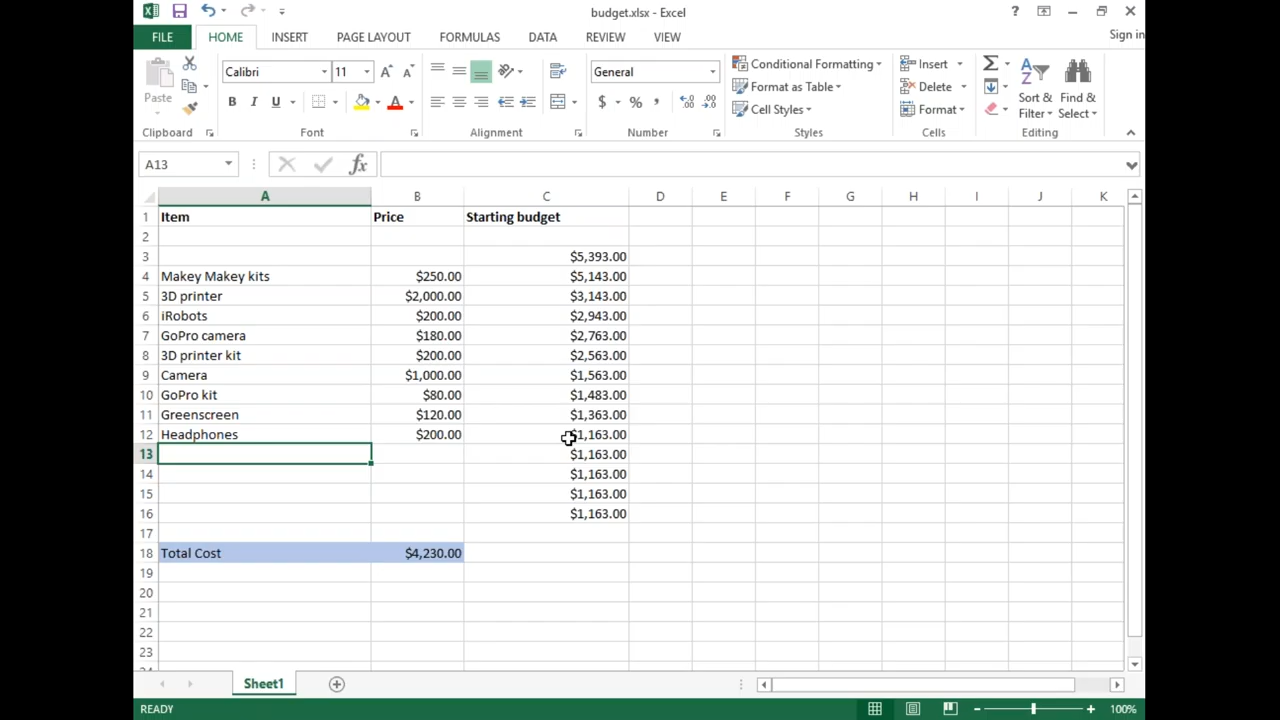 budget.xlsx - Excel
?
FILE HOME INSERT PAGE LAYOUT FORMULAS DATA REVIEW VIEW Sign in
Paste
Calibri 11
B I U
General
$ % ,
Conditional Formatting
Format as Table
Cell Styles
Insert
Delete
Format
Sort & Filter
Find & Select
Clipboard Font Alignment Number Styles Cells Editing
A13 fx
A B C D E F G H I J K
1 Item Price Starting budget
2
3 $5,393.00
4 Makey Makey kits $250.00 $5,143.00
5 3D printer $2,000.00 $3,143.00
6 iRobots $200.00 $2,943.00
7 GoPro camera $180.00 $2,763.00
8 3D printer kit $200.00 $2,563.00
9 Camera $1,000.00 $1,563.00
10 GoPro kit $80.00 $1,483.00
11 Greenscreen $120.00 $1,363.00
12 Headphones $200.00 $1,163.00
13 $1,163.00
14 $1,163.00
15 $1,163.00
16 $1,163.00
17
18 Total Cost $4,230.00
19
20
21
22
23
Sheet1
READY 100%